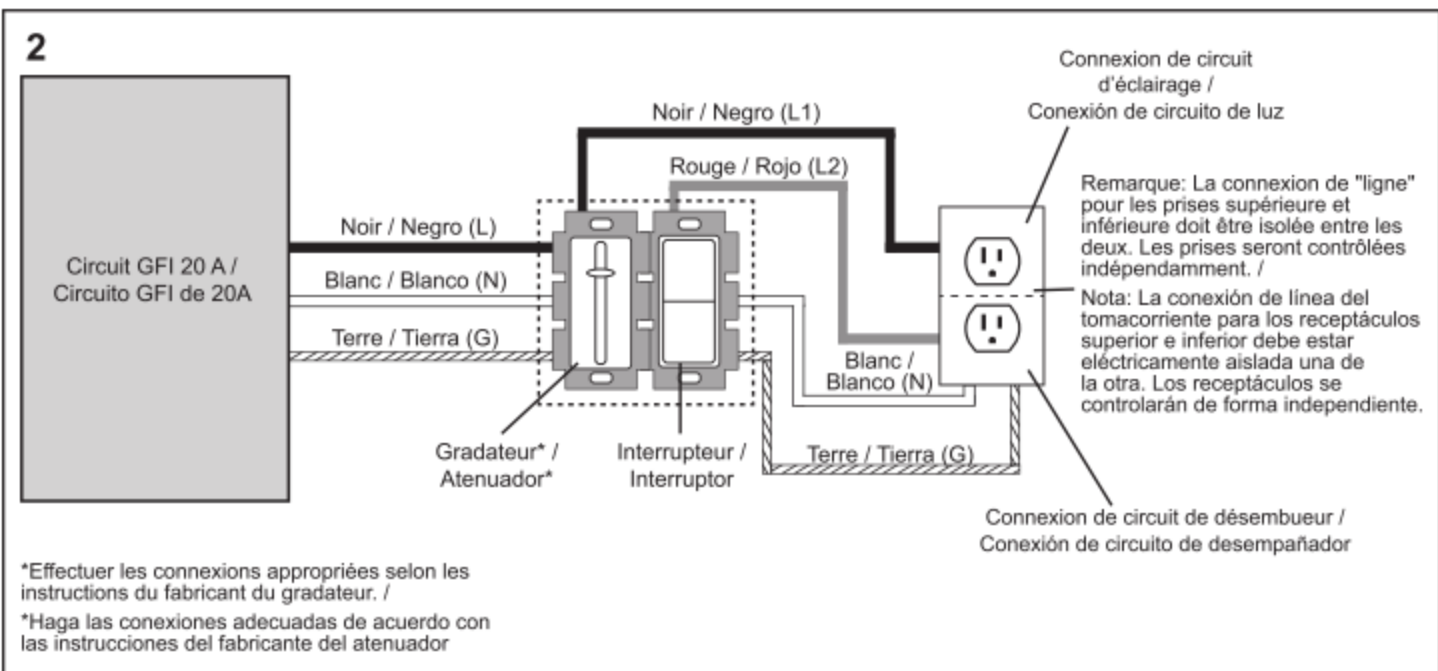 2
Circuit GFI 20 A /
Circuito GFI de 20A
Noir / Negro (L)
Blanc / Blanco (N)
Terre / Tierra (G)
Noir / Negro (L1)
Rouge / Rojo (L2)
Gradateur* /
Atenuador*
Interrupteur /
Interruptor
Blanc /
Blanco (N)
Terre / Tierra (G)
Connexion de circuit
d'éclairage /
Conexión de circuito de luz
Remarque: La connexion de "ligne"
pour les prises supérieure et
inférieure doit être isolée entre les
deux. Les prises seront contrôlées
indépendamment. /
Nota: La conexión de línea del
tomacorriente para los receptáculos
superior e inferior debe estar
eléctricamente aislada una de
la otra. Los receptáculos se
controlarán de forma independiente.
Connexion de circuit de désembueur /
Conexión de circuito de desempañador
*Effectuer les connexions appropriées selon les
instructions du fabricant du gradateur. /
*Haga las conexiones adecuadas de acuerdo con
las instrucciones del fabricante del atenuador